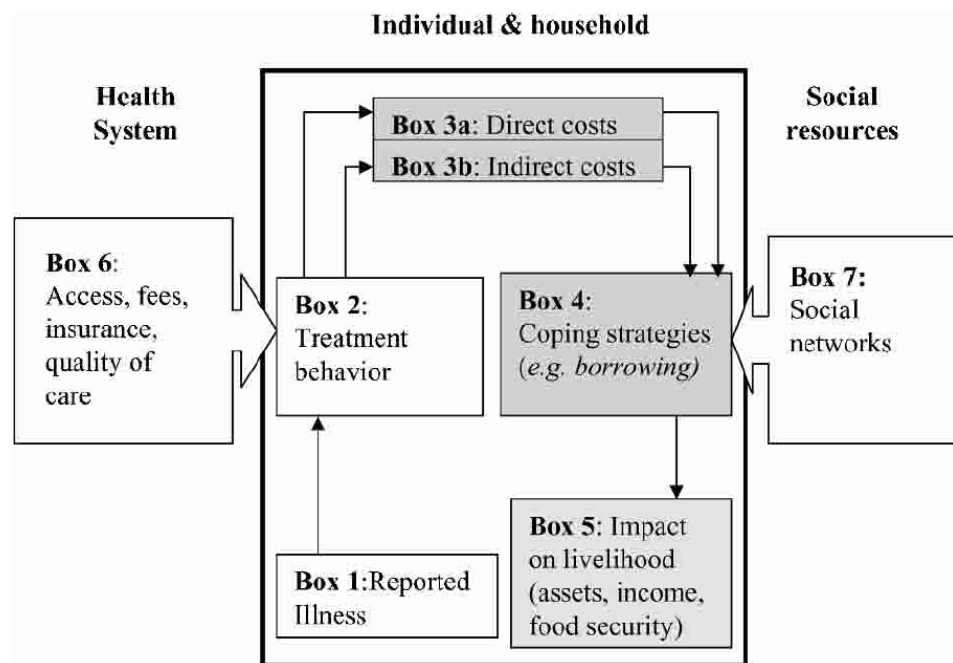 Individual & household
Health
System
Social
resources
Box 3a: Direct costs
Box 3b: Indirect costs
Box 6:
Access, fees,
insurance,
quality of
care
Box 2:
Treatment
behavior
Box 4:
Coping strategies
(e.g. borrowing)
Box 7:
Social
networks
Box 1:Reported
Illness
Box 5: Impact
on livelihood
(assets, income,
food security)